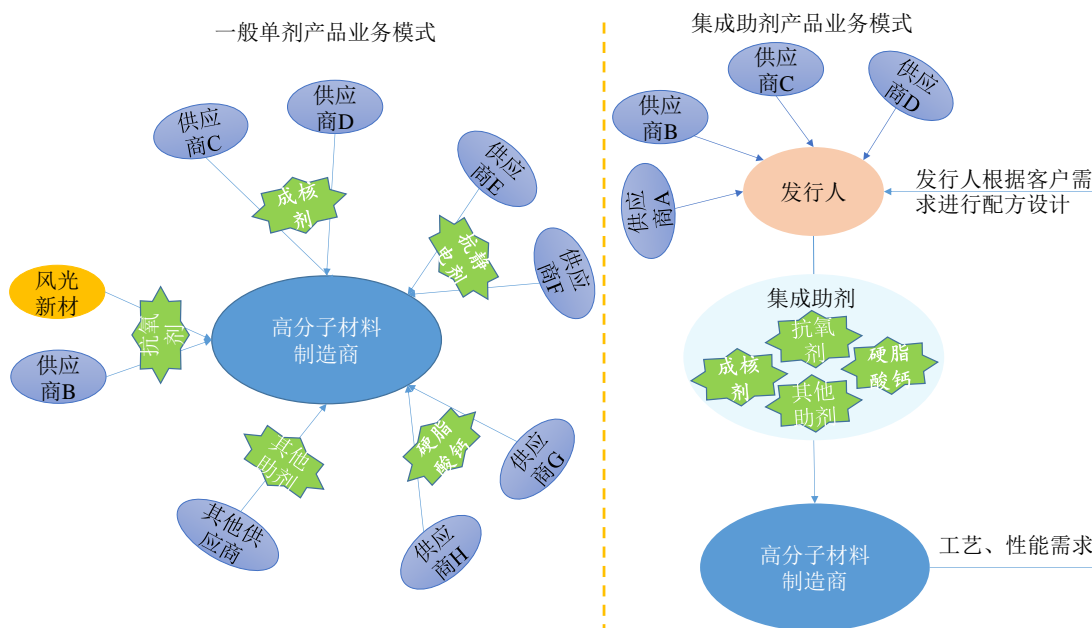 一般单剂产品业务模式
供应
商C
供应
商D
成核
剂
供应
商E
抗静
电剂
供应
商F
风光
新材
抗氧
剂
供应
商B
高分子材料
制造商
其他
助剂
硬脂
酸钙
供应
商G
其他供
应商
供应
商H
集成助剂产品业务模式
供应
商C
供应
商D
供应
商B
供应
商A
发行人
发行人根据客户需
求进行配方设计
集成助剂
抗氧
剂
成核
剂
硬脂
酸钙
其他
助剂
高分子材料
制造商
工艺、性能需求